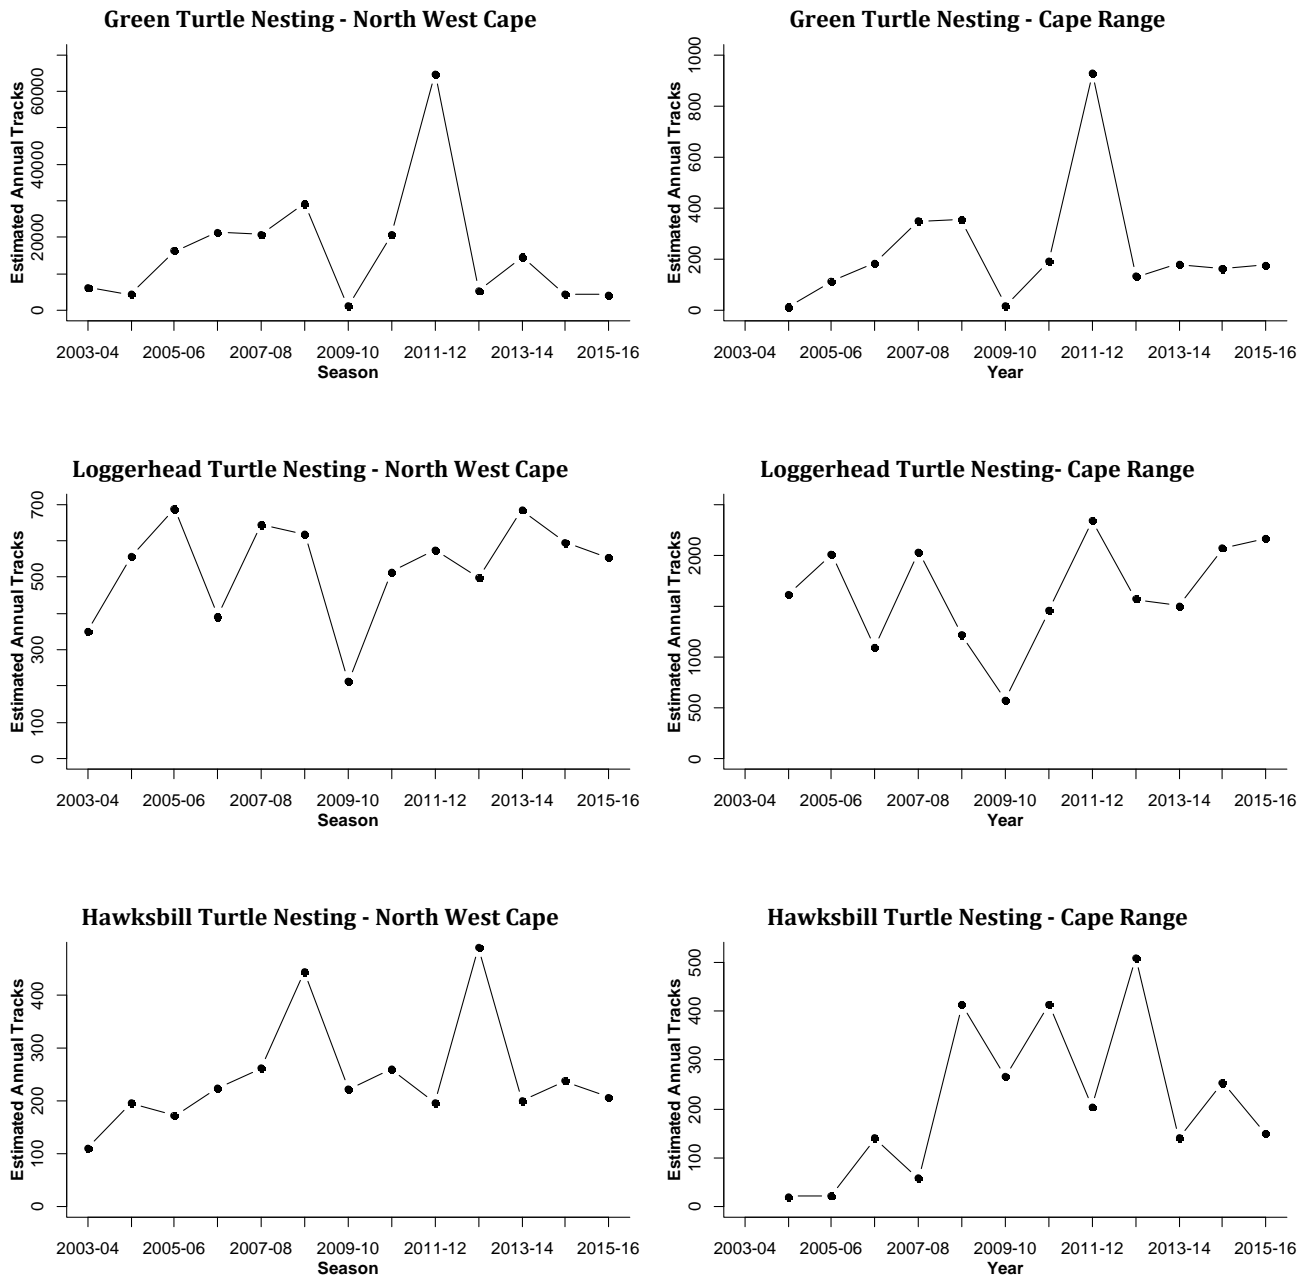 Green Turtle Nesting - North West Cape
Estimated Annual Tracks
0 20000 40000 60000
2003-04 2005-06 2007-08 2009-10 2011-12 2013-14 2015-16
Season
Green Turtle Nesting - Cape Range
Estimated Annual Tracks
0 200 400 600 800 1000
2003-04 2005-06 2007-08 2009-10 2011-12 2013-14 2015-16
Year
Loggerhead Turtle Nesting - North West Cape
Estimated Annual Tracks
0 100 300 500 700
2003-04 2005-06 2007-08 2009-10 2011-12 2013-14 2015-16
Season
Loggerhead Turtle Nesting- Cape Range
Estimated Annual Tracks
0 500 1000 2000
2003-04 2005-06 2007-08 2009-10 2011-12 2013-14 2015-16
Year
Hawksbill Turtle Nesting - North West Cape
Estimated Annual Tracks
0 100 200 300 400
2003-04 2005-06 2007-08 2009-10 2011-12 2013-14 2015-16
Season
Hawksbill Turtle Nesting - Cape Range
Estimated Annual Tracks
0 100 200 300 400 500
2003-04 2005-06 2007-08 2009-10 2011-12 2013-14 2015-16
Year